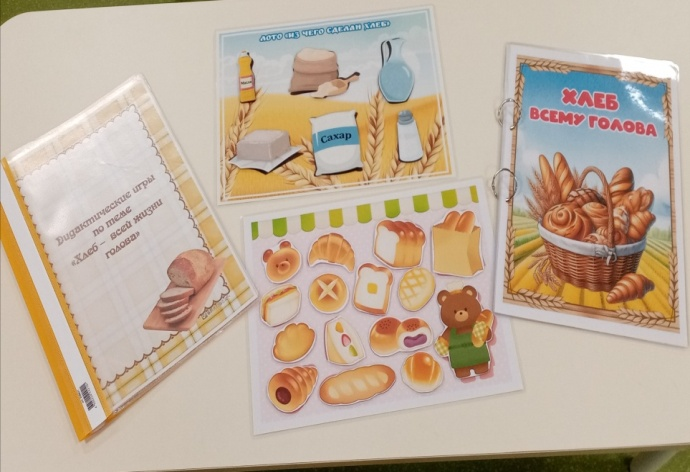 Дидактические игры
по теме
«Хлеб – всей жизни
голова»
ЛОТО «ИЗ ЧЕГО СДЕЛАН ХЛЕБ»
Сахар
ХЛЕБ
ВСЕМУ ГОЛОВА